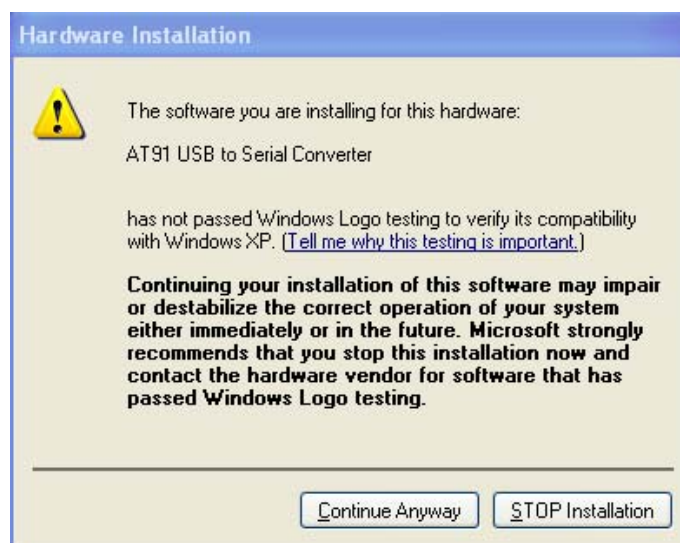 Hardware Installation
The software you are installing for this hardware:
AT91 USB to Serial Converter
has not passed Windows Logo testing to verify its compatibility
with Windows XP. (Tell me why this testing is important.)
Continuing your installation of this software may impair
or destabilize the correct operation of your system
either immediately or in the future. Microsoft strongly
recommends that you stop this installation now and
contact the hardware vendor for software that has
passed Windows Logo testing.
Continue Anyway
STOP Installation